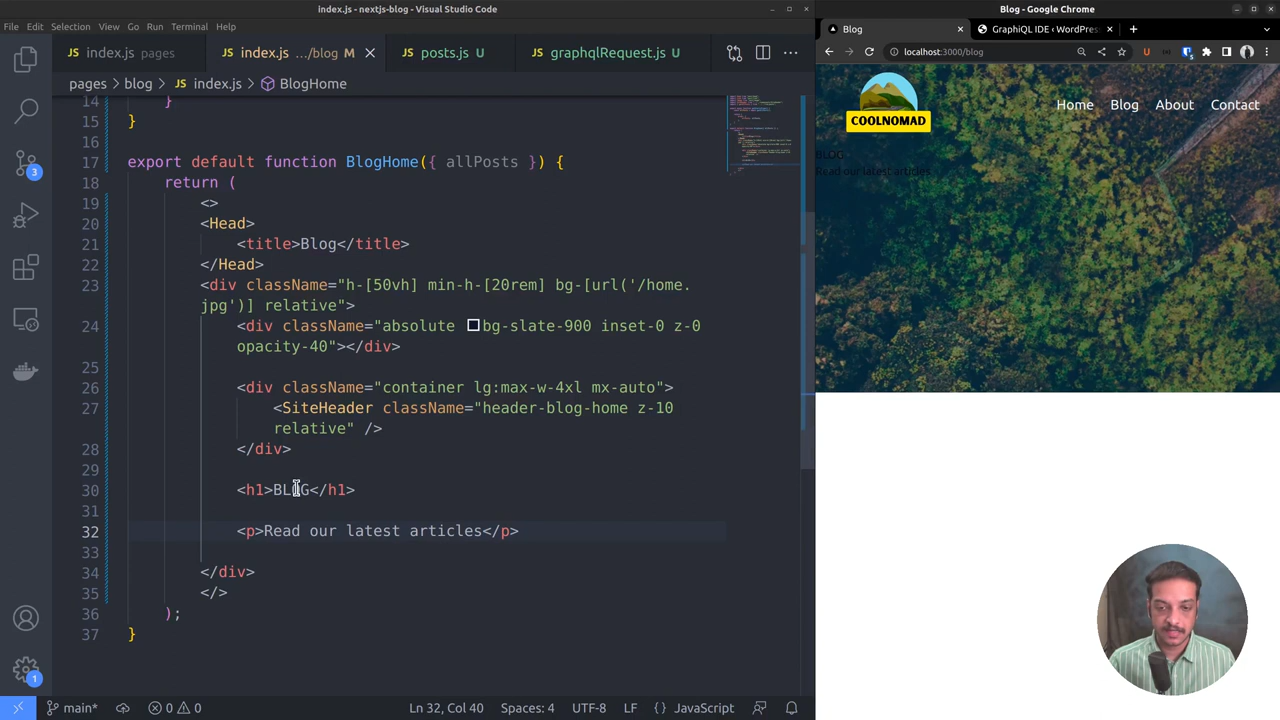 index.js - nextjs-blog - Visual Studio Code
File Edit Selection View Go Run Terminal Help
JS index.js pages
JS index.js .../blog M
JS posts.js U
JS graphqlRequest.js U
pages > blog > JS index.js > BlogHome
14 }
15 }
16
17 export default function BlogHome({ allPosts }) {
18 return (
19 <>
20 <Head>
21 <title>Blog</title>
22 </Head>
23 <div className="h-[50vh] min-h-[20rem] bg-[url('/home.
jpg')] relative">
24 <div className="absolute bg-slate-900 inset-0 z-0
opacity-40"></div>
25
26 <div className="container lg:max-w-4xl mx-auto">
27 <SiteHeader className="header-blog-home z-10
relative" />
28 </div>
29
30 <h1>BLOG</h1>
31
32 <p>Read our latest articles</p>
33
34 </div>
35 </>
36 );
37 }
3
1
main* 0 0 Ln 32, Col 40 Spaces: 4 UTF-8 LF {} JavaScript
Blog - Google Chrome
Blog
GraphiQL IDE ‹ WordPres
localhost:3000/blog
COOLNOMAD
Home Blog About Contact
BLOG
Read our latest articles